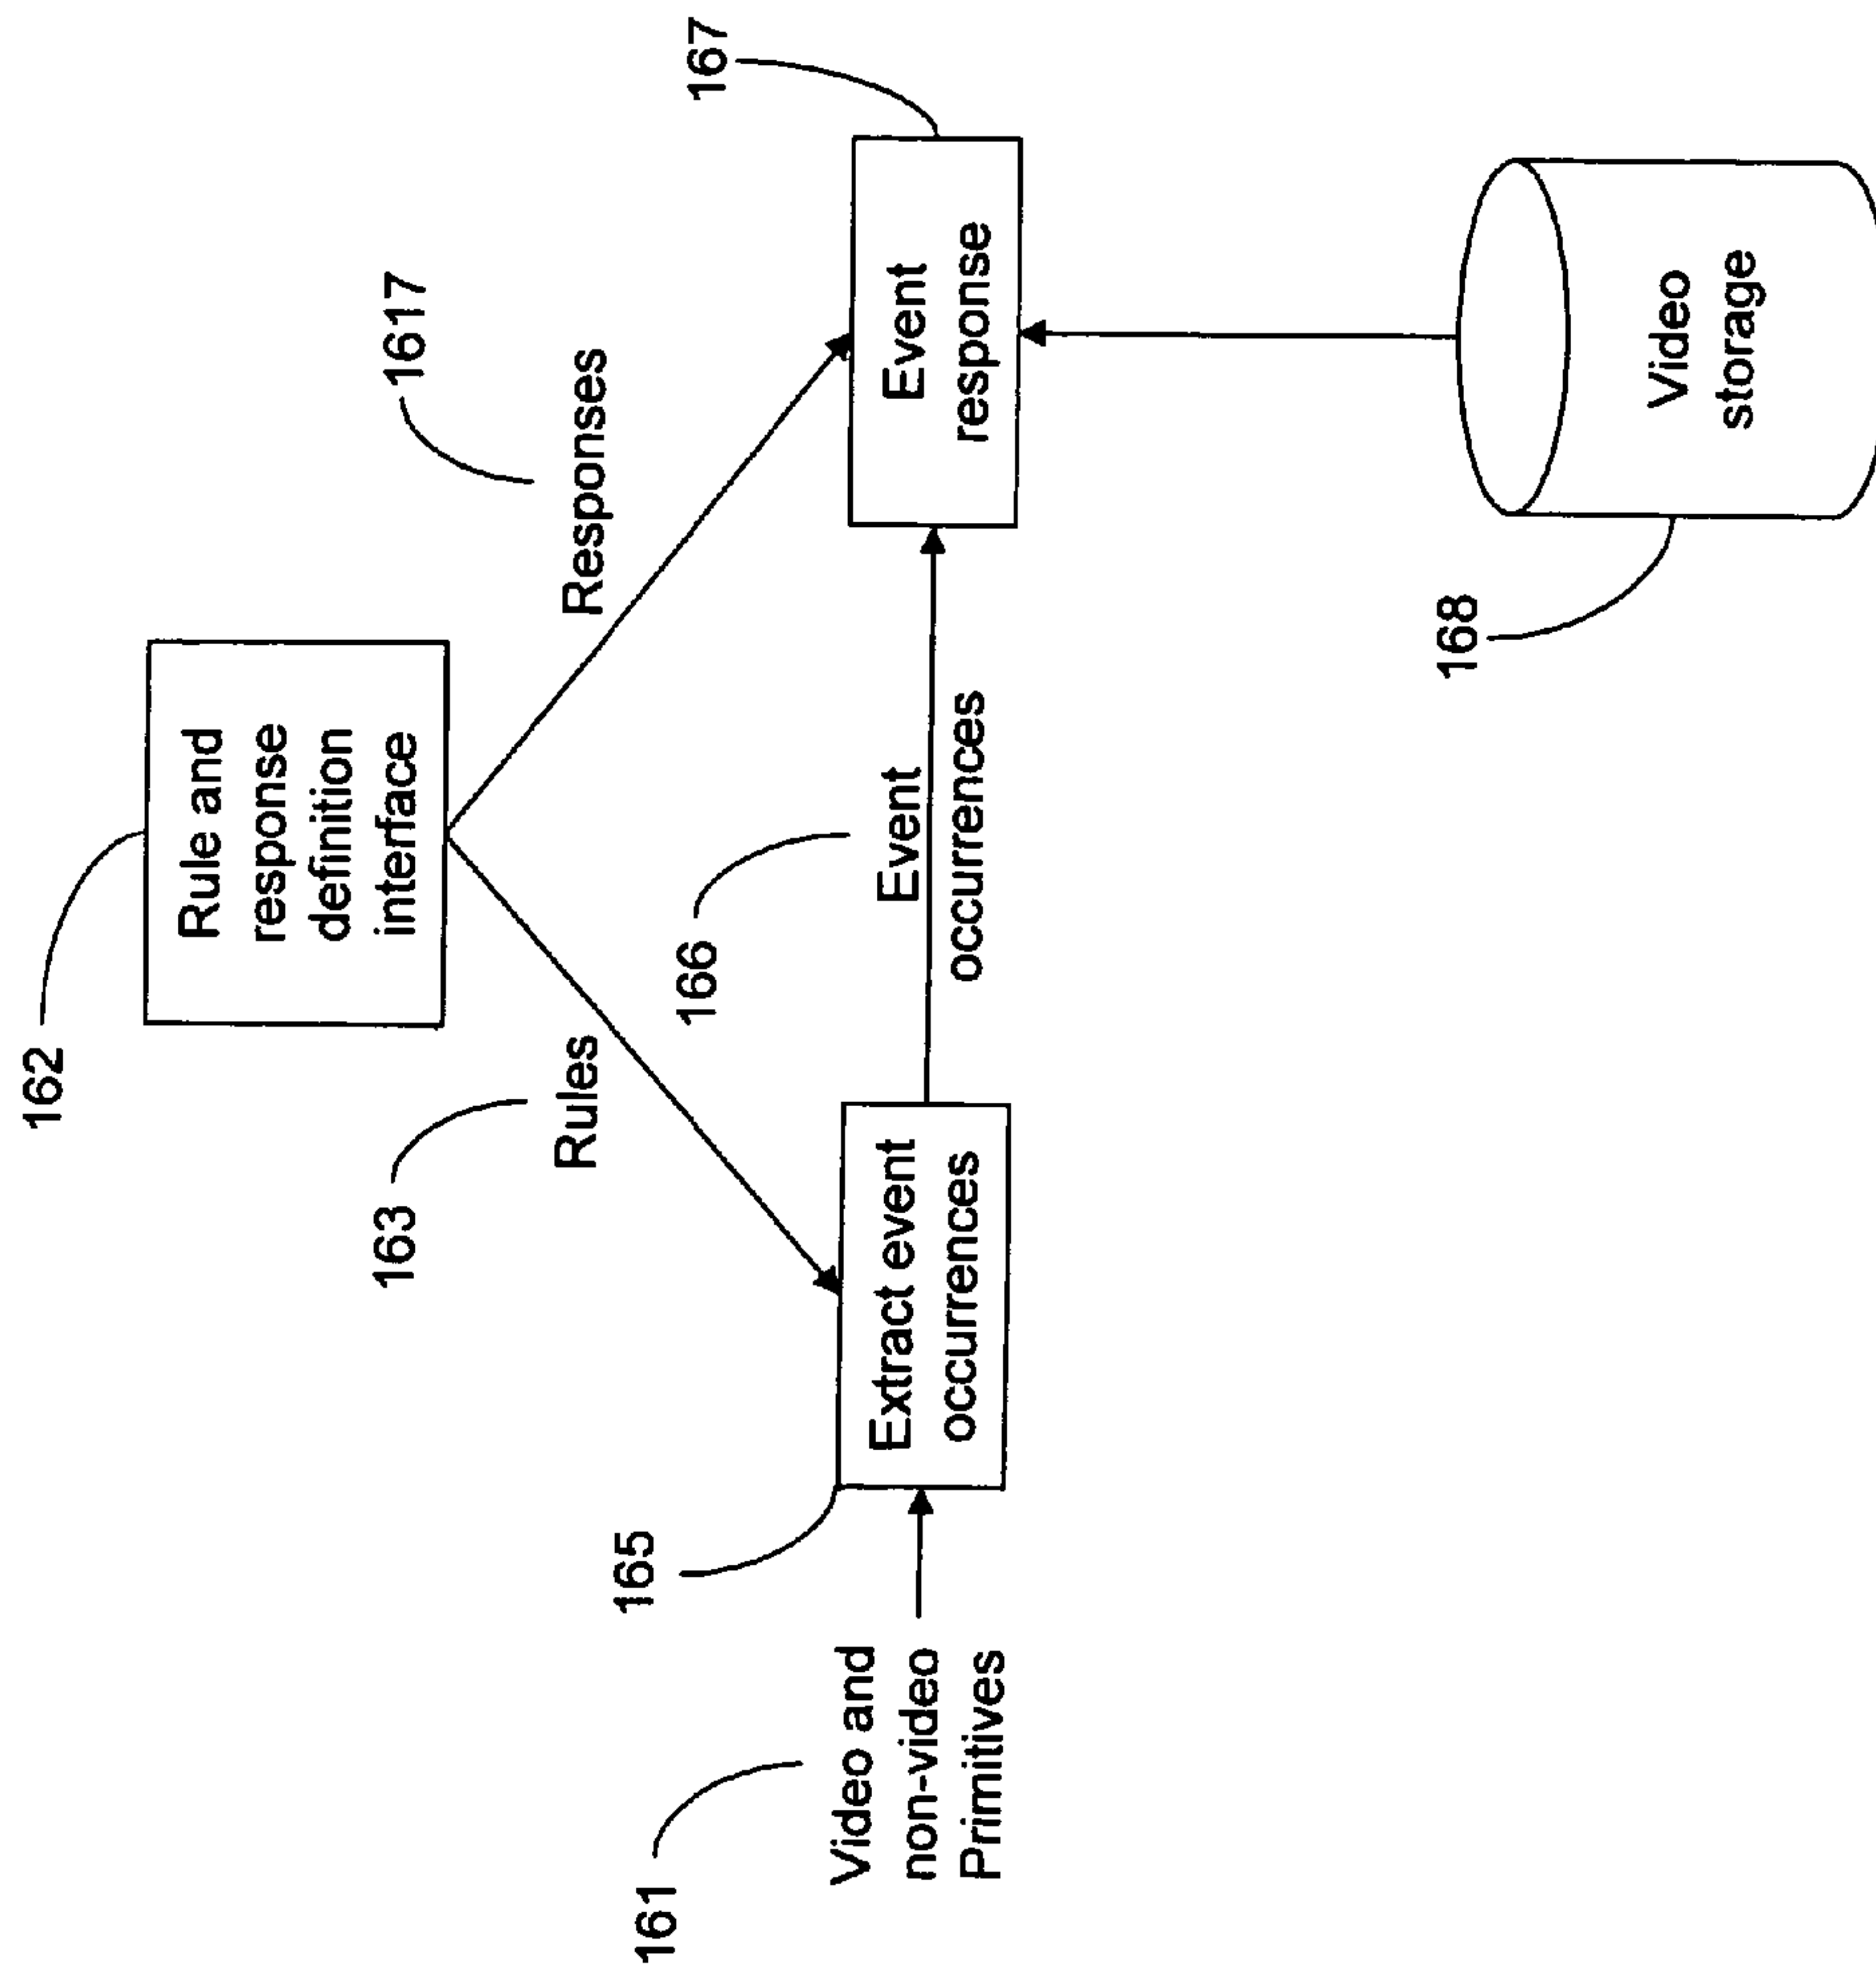 162
Rule and
response
definition
interface
163
Rules
1617
Responses
161
Video and
non-video
Primitives
165
Extract event
occurrences
166
Event
occurrences
167
Event
response
168
Video
storage